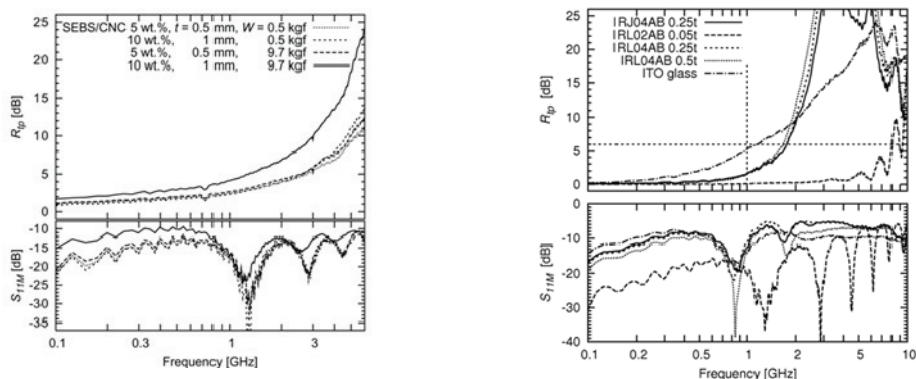 SEBS/CNC 5 wt.%, t = 0.5 mm, W = 0.5 kgf
10 wt.%, 1 mm, 0.5 kgf
5 wt.%, 0.5 mm, 9.7 kgf
10 wt.%, 1 mm, 9.7 kgf
Rtp [dB]
25
20
15
10
5
0
S11M [dB]
-10
-15
-20
-25
-30
-35
0.1
0.3
0.5
1
3
Frequency [GHz]
IRJ04AB 0.25t
IRL02AB 0.05t
IRL04AB 0.25t
IRL04AB 0.5t
ITO glass
Rtp [dB]
25
20
15
10
5
0
S11M [dB]
0
-10
-20
-30
-40
0.1
0.2
0.5
1
2
5
10
Frequency [GHz]